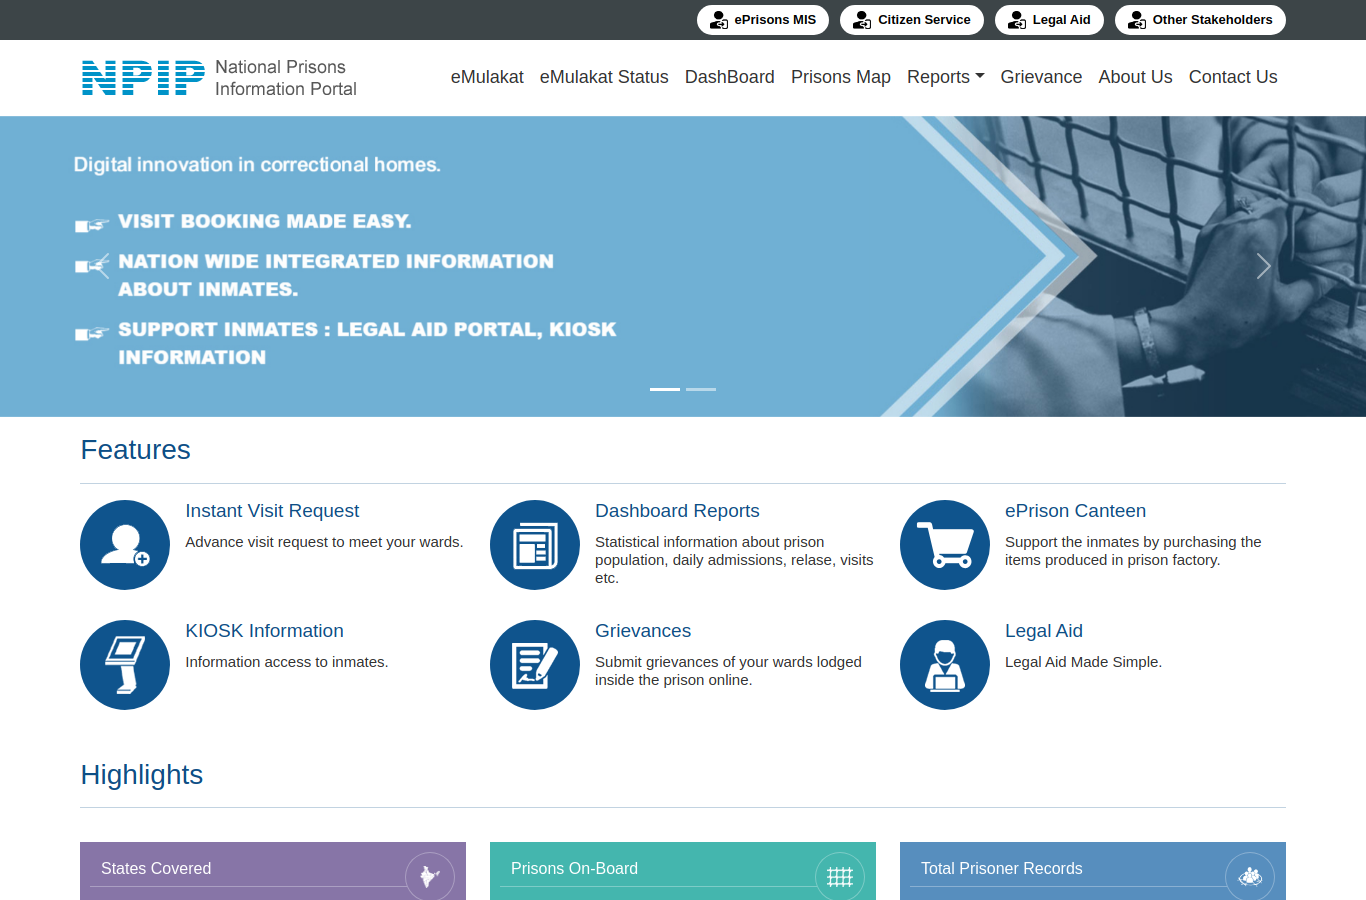 ePrisons MIS
Citizen Service
Legal Aid
Other Stakeholders
NPIP National Prisons
Information Portal
eMulakat
eMulakat Status
DashBoard
Prisons Map
Reports
Grievance
About Us
Contact Us
Digital innovation in correctional homes.
VISIT BOOKING MADE EASY.
NATION WIDE INTEGRATED INFORMATION
ABOUT INMATES.
SUPPORT INMATES : LEGAL AID PORTAL, KIOSK
INFORMATION
Features
Instant Visit Request
Advance visit request to meet your wards.
Dashboard Reports
Statistical information about prison
population, daily admissions, relase, visits
etc.
ePrison Canteen
Support the inmates by purchasing the
items produced in prison factory.
KIOSK Information
Information access to inmates.
Grievances
Submit grievances of your wards lodged
inside the prison online.
Legal Aid
Legal Aid Made Simple.
Highlights
States Covered
Prisons On-Board
Total Prisoner Records